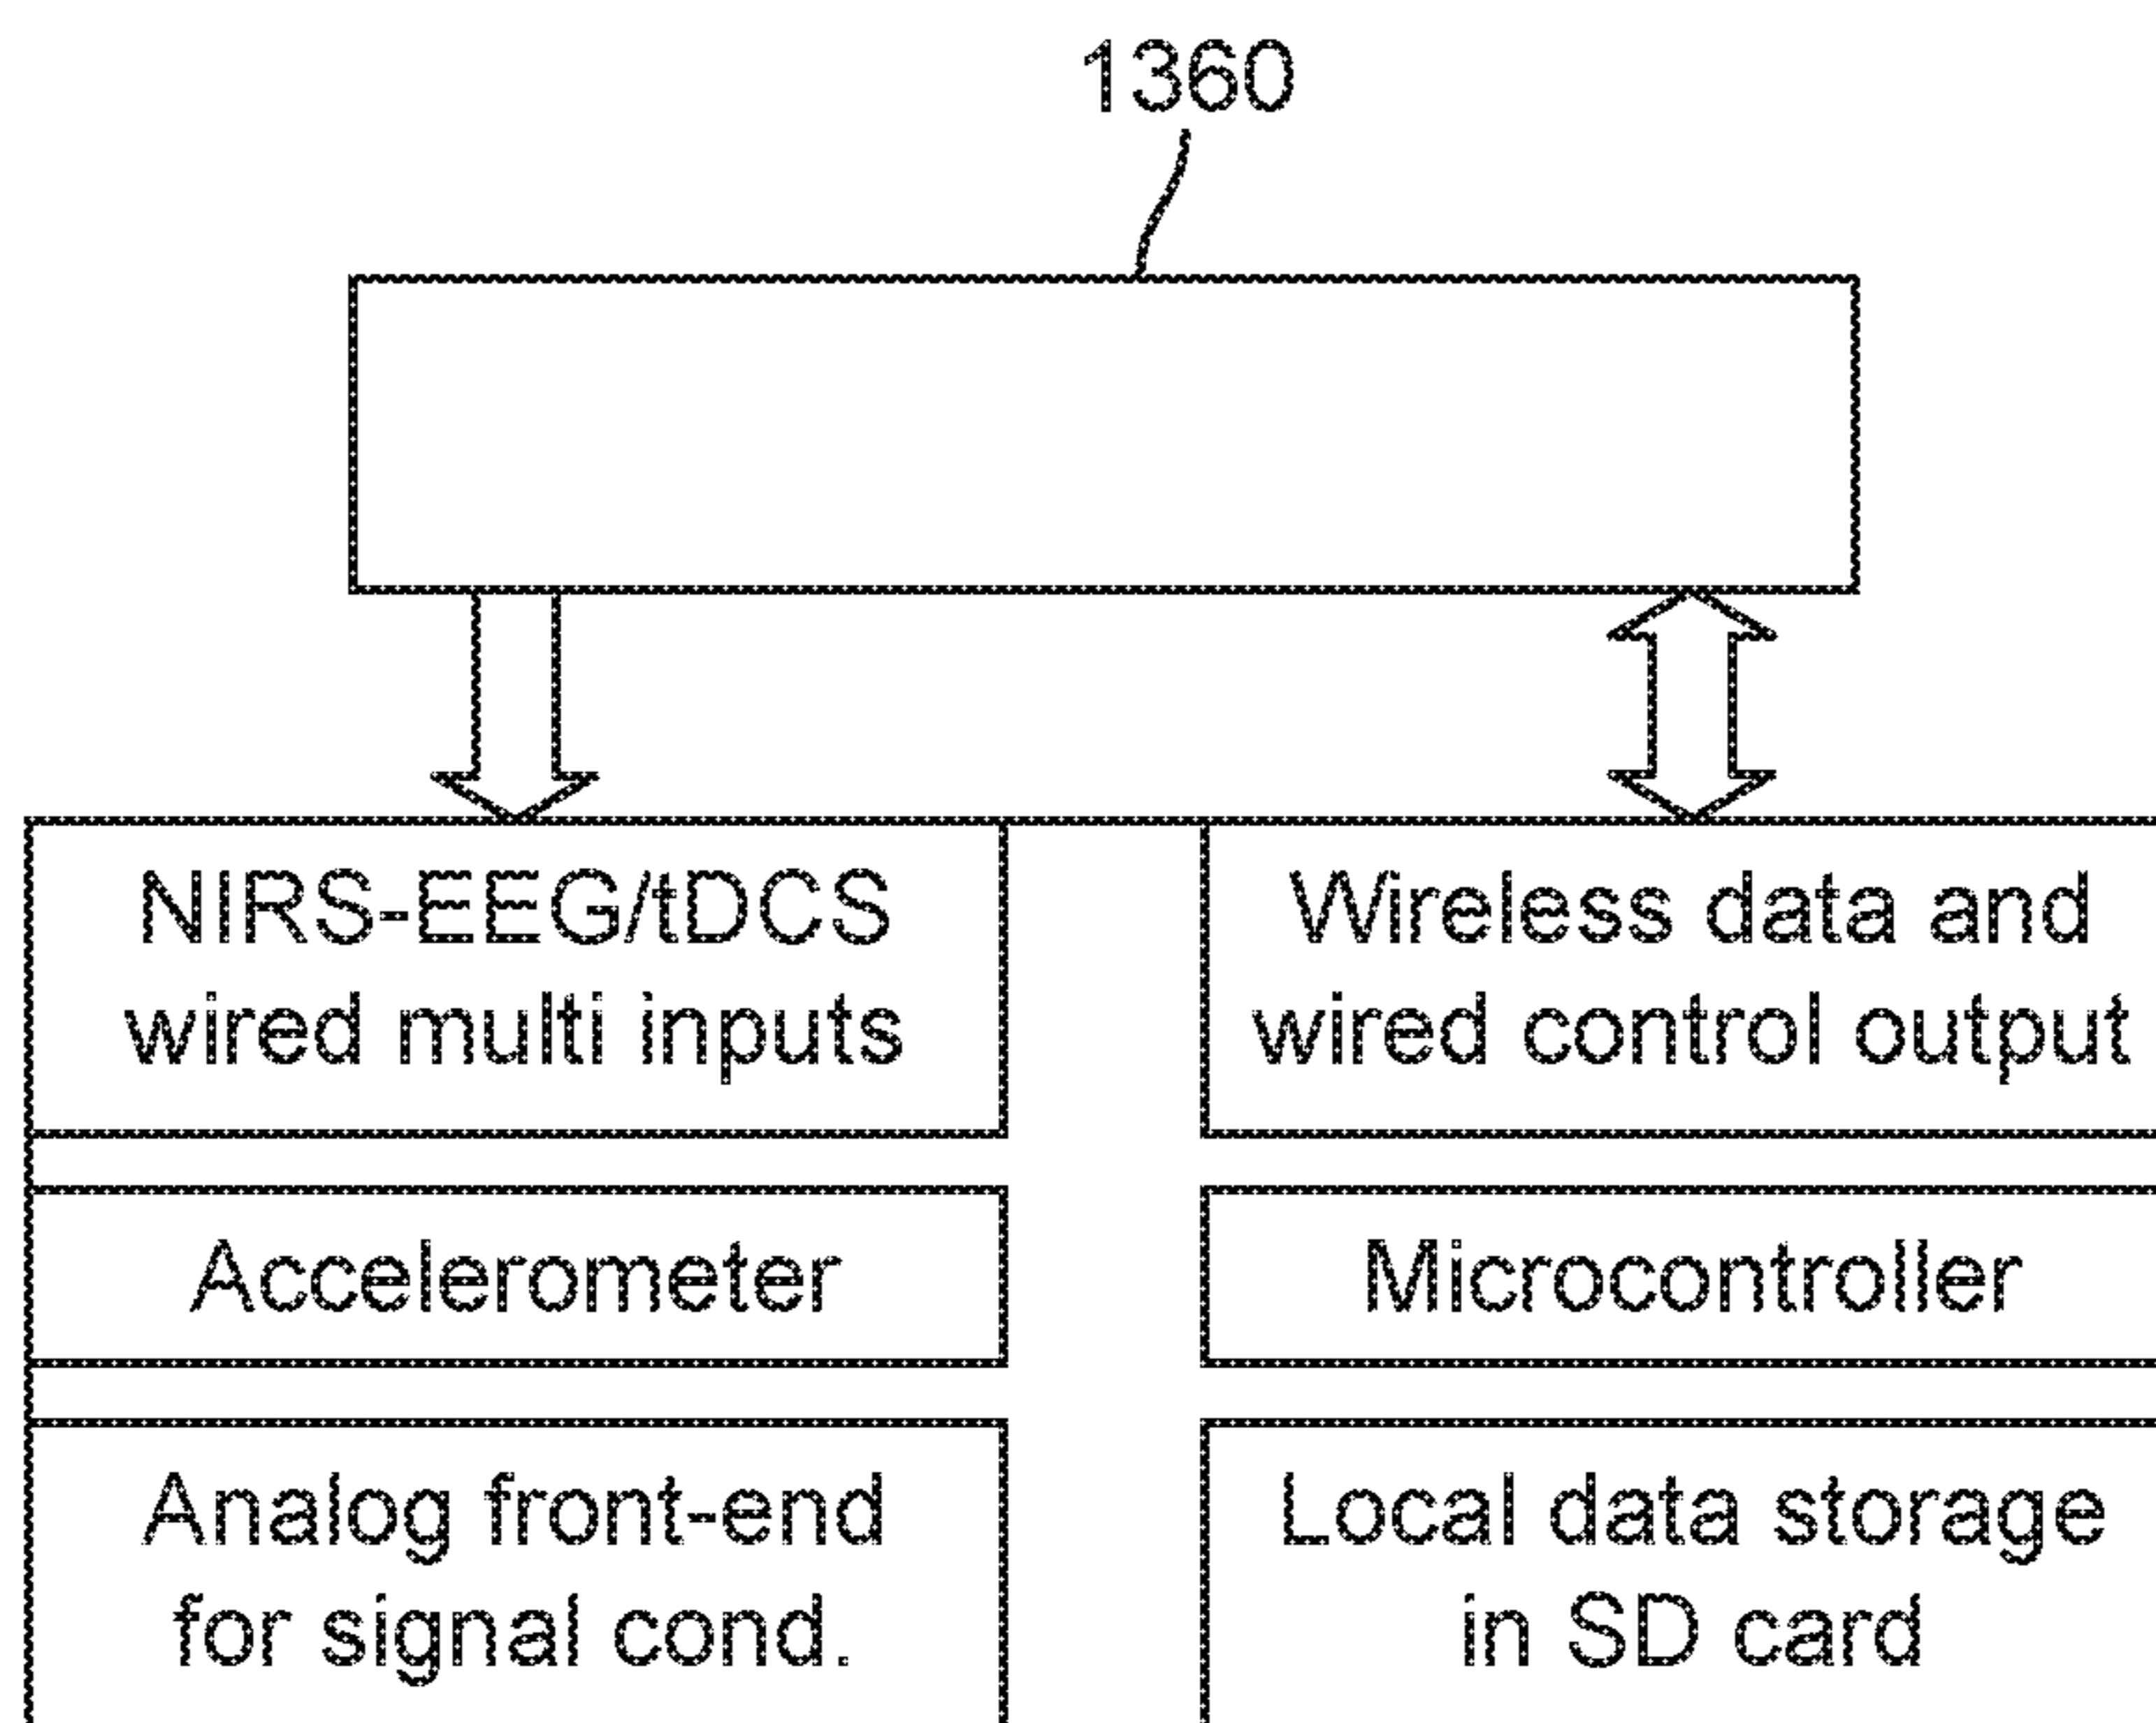 1360
NIRS-EEG/tDCS
wired multi inputs
Wireless data and
wired control output
Accelerometer
Microcontroller
Analog front-end
for signal cond.
Local data storage
in SD card